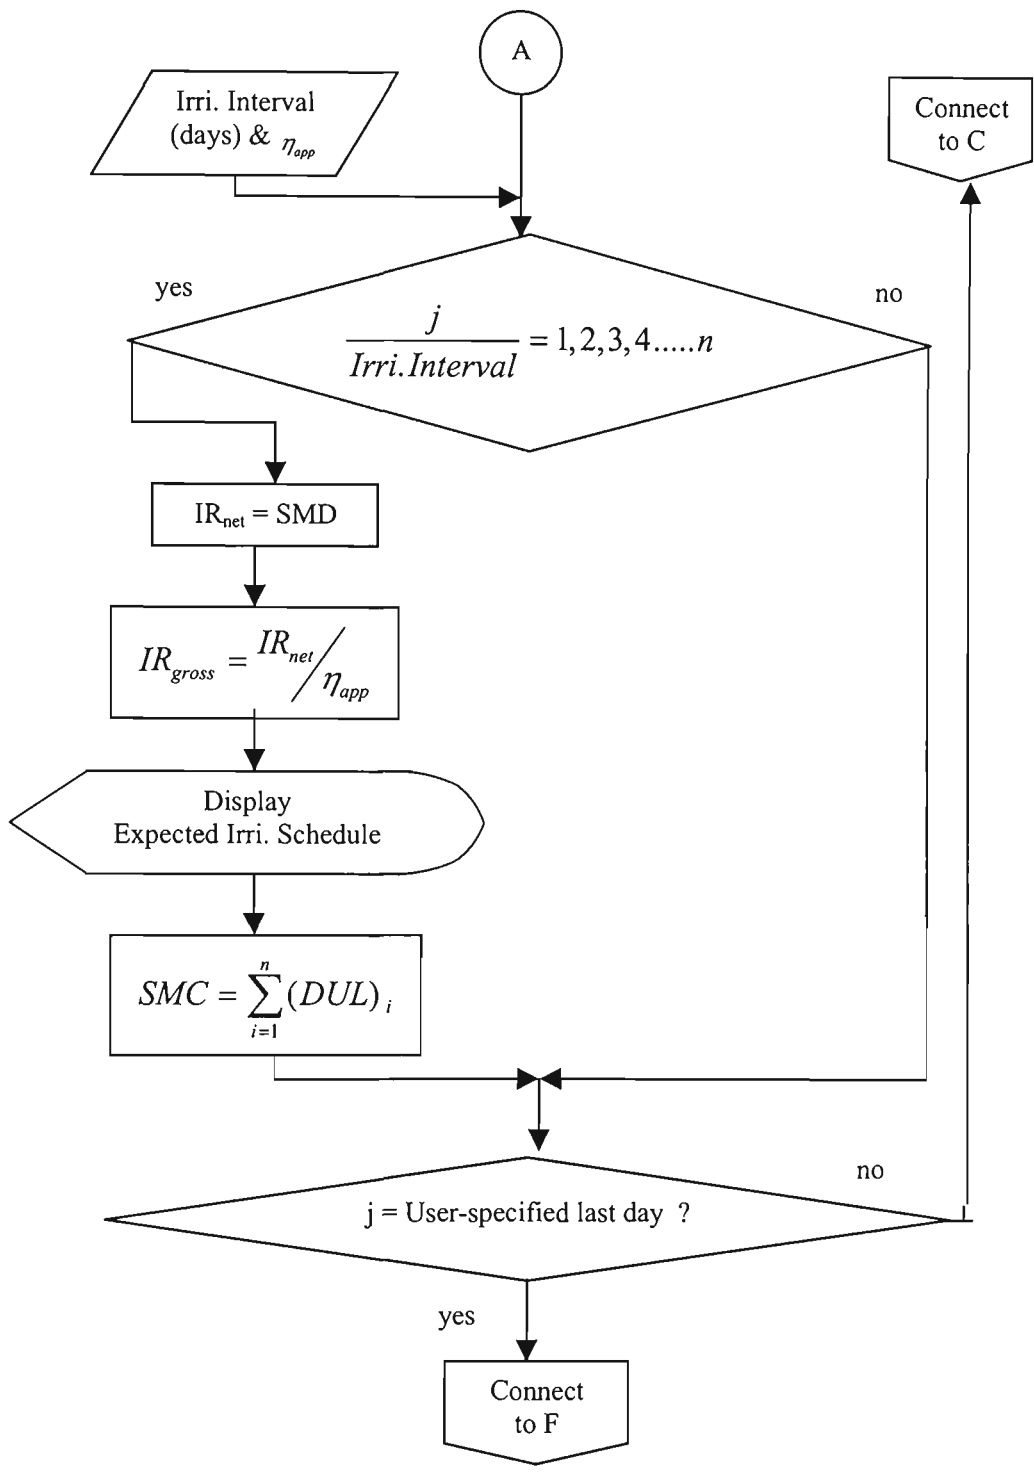 A
Irri. Interval
(days) & η_app
Connect
to C
yes
no
j / Irri.Interval = 1,2,3,4.....n
IR_net = SMD
IR_gross = IR_net / η_app
Display
Expected Irri. Schedule
SMC = ∑_{i=1}^{n} (DUL)_i
no
j = User-specified last day ?
yes
Connect
to F